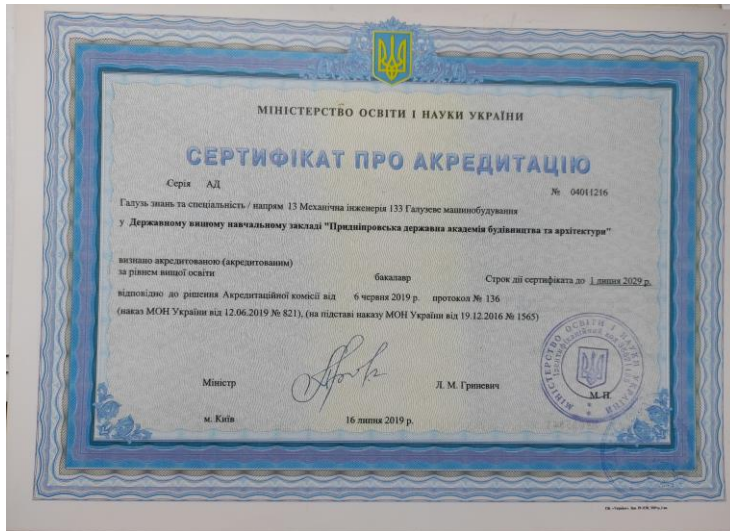 МІНІСТЕРСТВО ОСВІТИ І НАУКИ УКРАЇНИ
СЕРТИФІКАТ ПРО АКРЕДИТАЦІЮ
Серія АД № 04011216
Галузь знань та спеціальність / напрям 13 Механічна інженерія 133 Галузеве машинобудування
у Державному вищому навчальному закладі "Придніпровська державна академія будівництва та архітектури"
визнано акредитованою (акредитованим)
за рівнем вищої освіти бакалавр Строк дії сертифіката до 1 липня 2029 р.
відповідно до рішення Акредитаційної комісії від 6 червня 2019 р. протокол № 136
(наказ МОН України від 12.06.2019 № 821), (на підставі наказу МОН України від 19.12.2016 № 1565)
Міністр Л. М. Гриневич
М. П.
м. Київ 16 липня 2019 р.
МІНІСТЕРСТВО ОСВІТИ І НАУКИ УКРАЇНИ